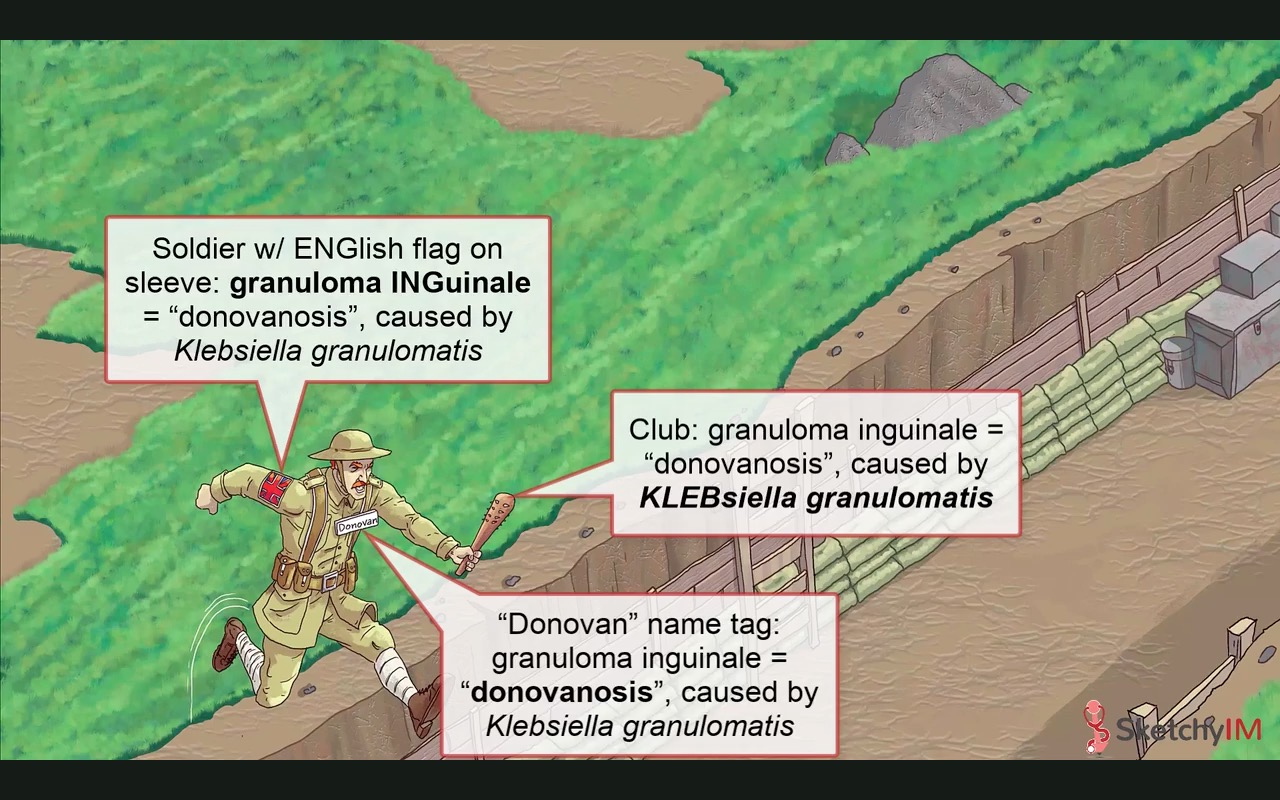 Soldier w/ ENGlish flag on
sleeve: granuloma INGuinale
= “donovanosis”, caused by
Klebsiella granulomatis
Club: granuloma inguinale =
“donovanosis”, caused by
KLEBsiella granulomatis
Donovan
“Donovan” name tag:
granuloma inguinale =
“donovanosis”, caused by
Klebsiella granulomatis
SketchyIM